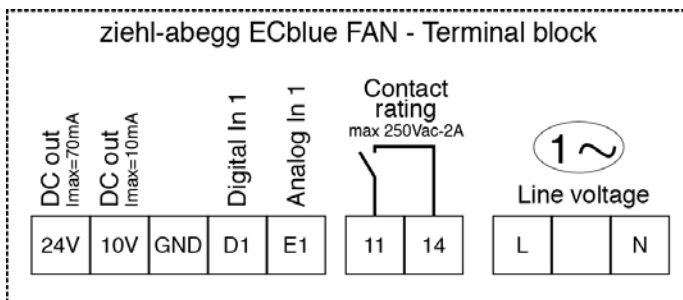 ziehl-abegg ECblue FAN - Terminal block
DC out
Imax=70mA
DC out
Imax=10mA
Digital In 1
Analog In 1
Contact
rating
max 250Vac-2A
1~
Line voltage
24V 10V GND D1 E1 11 14 L N